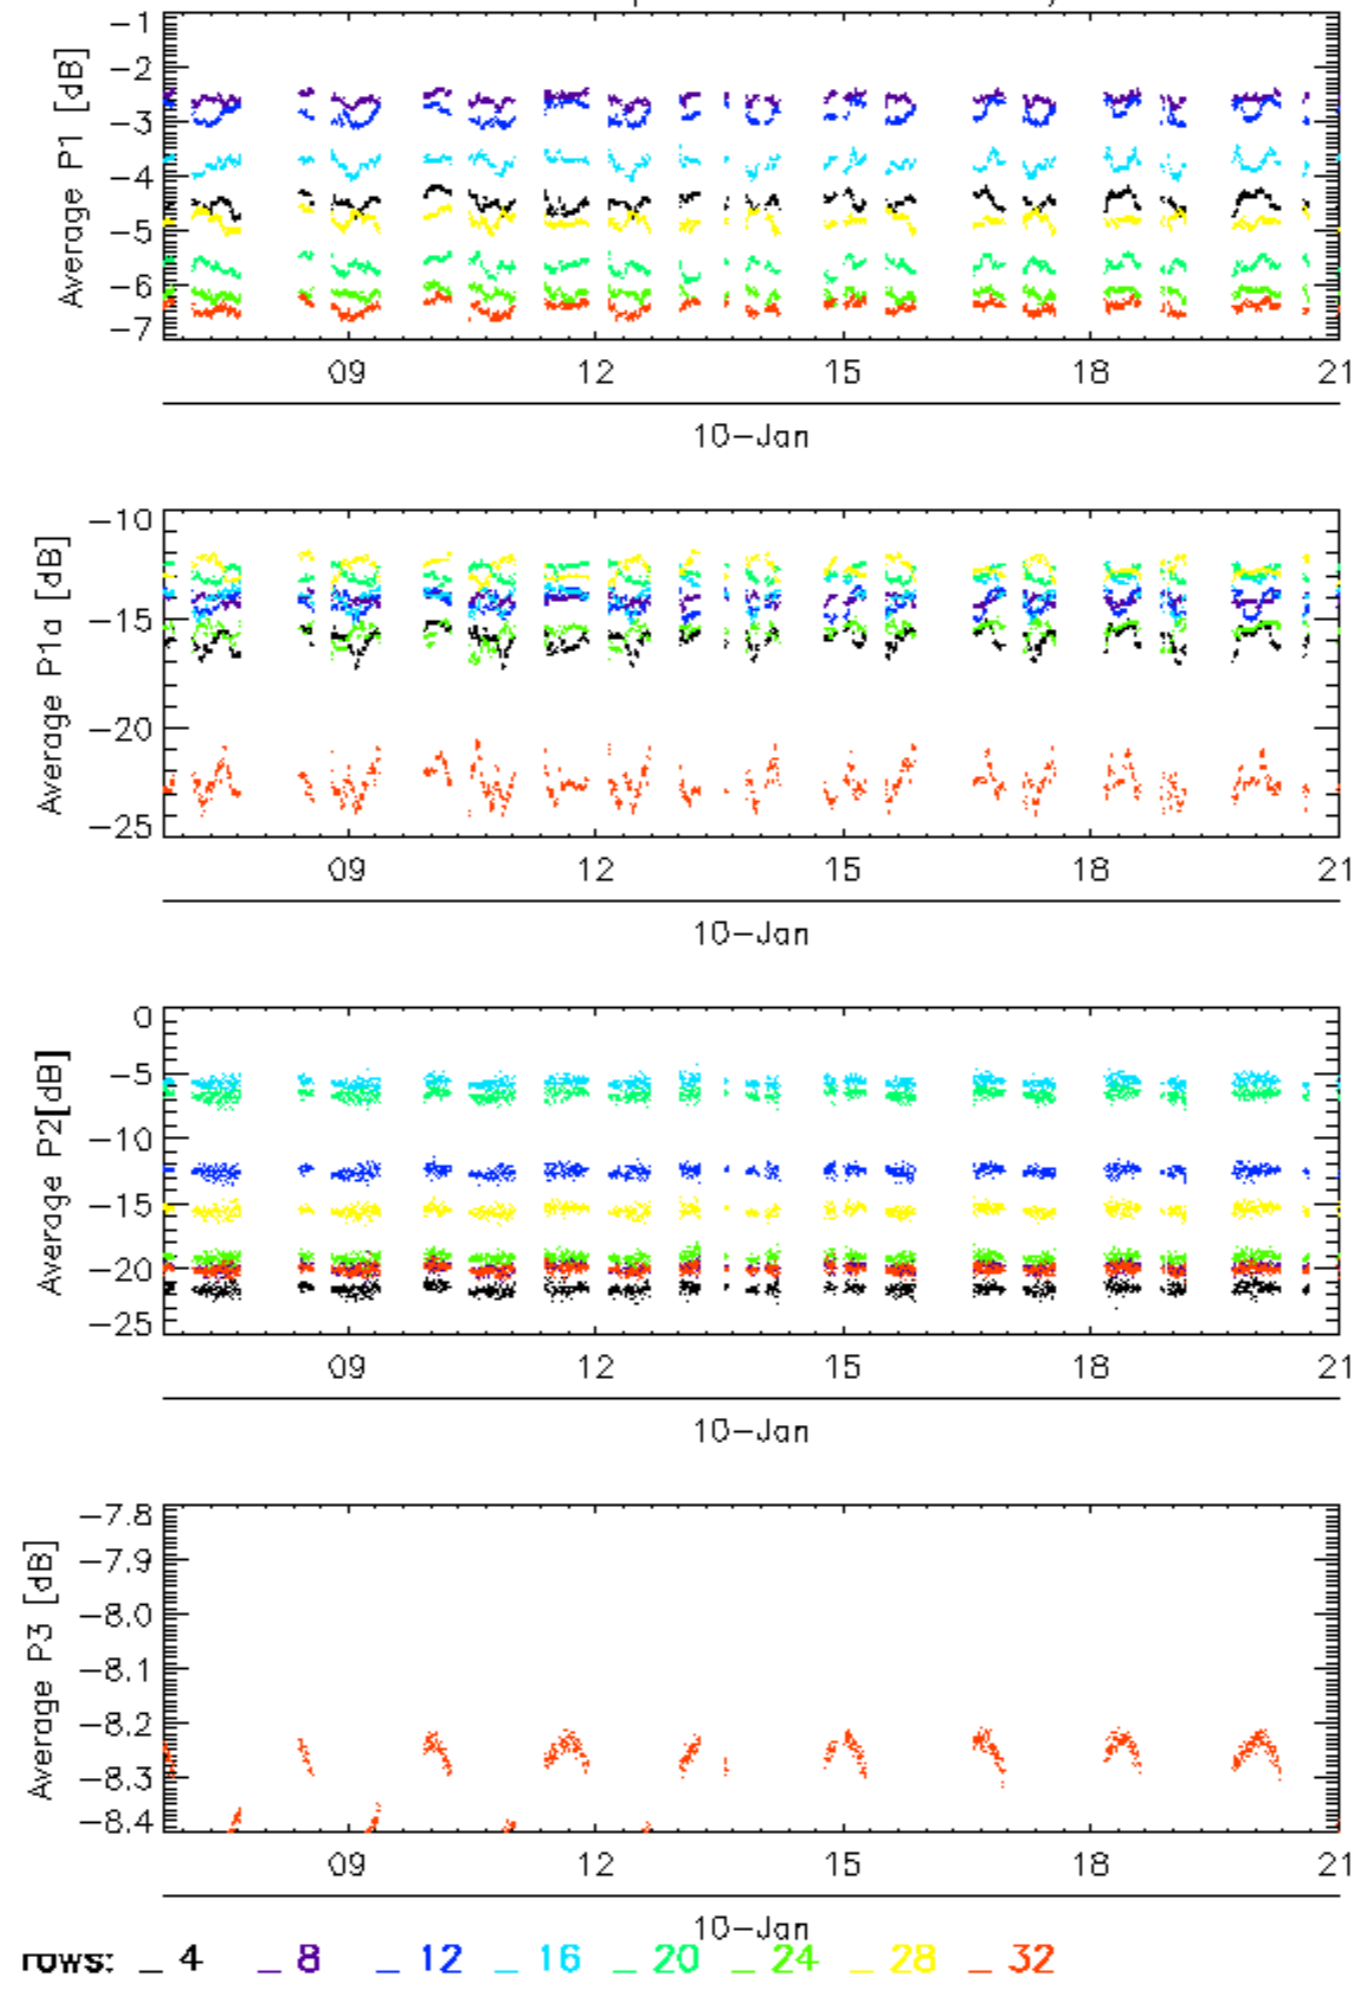 −1
−2
−3
−4
−5
−6
−7
Average P1 [dB]
09 12 15 18 21
10−Jan
−10
−15
−20
−25
Average P1a [dB]
09 12 15 18 21
10−Jan
0
−5
−10
−15
−20
−25
Average P2[dB]
09 12 15 18 21
10−Jan
−7.8
−7.9
−8.0
−8.1
−8.2
−8.3
−8.4
Average P3 [dB]
09 12 15 18 21
10−Jan
rows: _ 4 _ 8 _ 12 _ 16 _ 20 _ 24 _ 28 _ 32